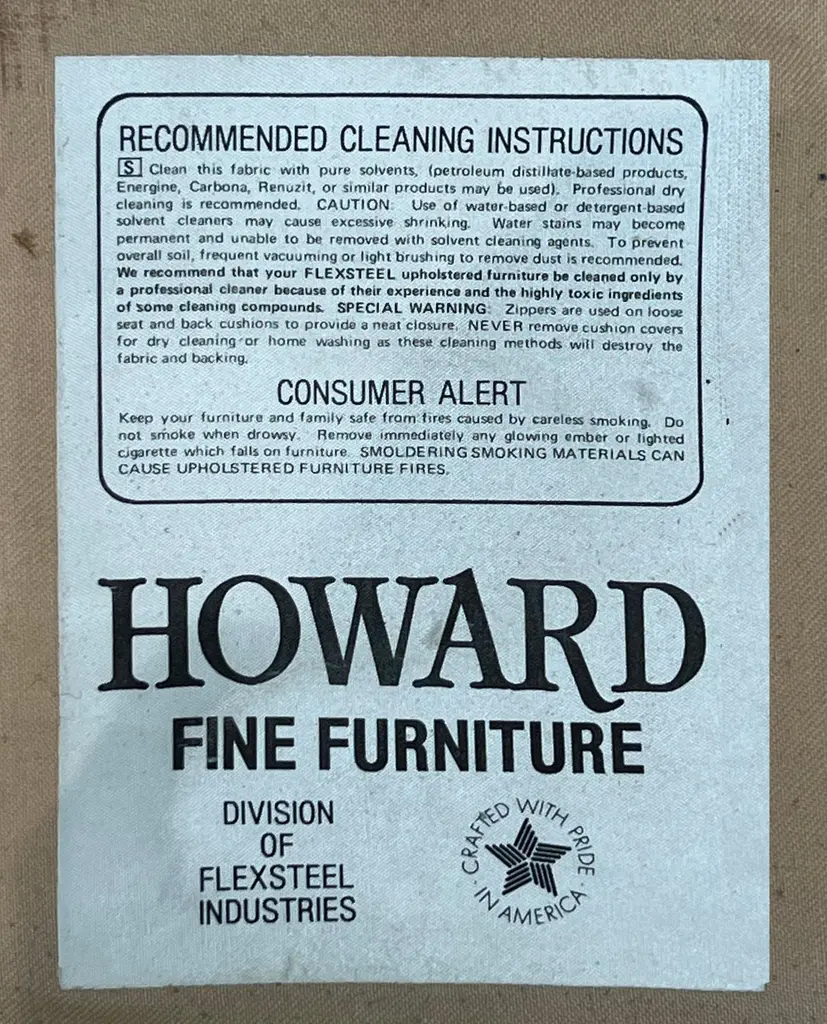 RECOMMENDED CLEANING INSTRUCTIONS
S Clean this fabric with pure solvents, (petroleum distillate-based products,
Energine, Carbona, Renuzit, or similar products may be used). Professional dry
cleaning is recommended. CAUTION: Use of water-based or detergent-based
solvent cleaners may cause excessive shrinking. Water stains may become
permanent and unable to be removed with solvent cleaning agents. To prevent
overall soil, frequent vacuuming or light brushing to remove dust is recommended.
We recommend that your FLEXSTEEL upholstered furniture be cleaned only by
a professional cleaner because of their experience and the highly toxic ingredients
of some cleaning compounds. SPECIAL WARNING: Zippers are used on loose
seat and back cushions to provide a neat closure. NEVER remove cushion covers
for dry cleaning or home washing as these cleaning methods will destroy the
fabric and backing.
CONSUMER ALERT
Keep your furniture and family safe from fires caused by careless smoking. Do
not smoke when drowsy. Remove immediately any glowing ember or lighted
cigarette which falls on furniture. SMOLDERING SMOKING MATERIALS CAN
CAUSE UPHOLSTERED FURNITURE FIRES.
HOWARD
FINE FURNITURE
DIVISION
OF
FLEXSTEEL
INDUSTRIES
CRAFTED WITH PRIDE
· IN AMERICA ·